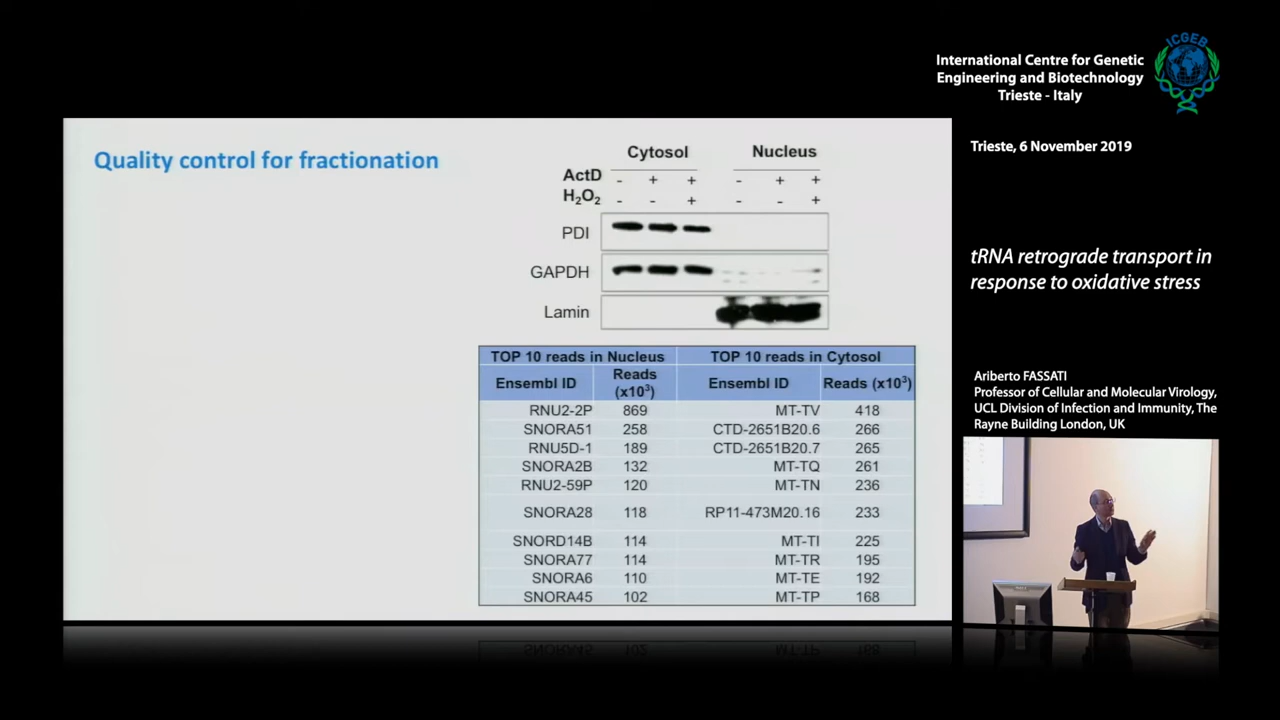 ICGEB
International Centre for Genetic
Engineering and Biotechnology
Trieste - Italy
Trieste, 6 November 2019
tRNA retrograde transport in
response to oxidative stress
Ariberto FASSATI
Professor of Cellular and Molecular Virology,
UCL Division of Infection and Immunity, The
Rayne Building London, UK
Quality control for fractionation
Cytosol Nucleus
ActD - + + - + +
H₂O₂ - - + - - +
PDI
GAPDH
Lamin
TOP 10 reads in Nucleus TOP 10 reads in Cytosol
Ensembl ID Reads (x10³) Ensembl ID Reads (x10³)
RNU2-2P 869 MT-TV 418
SNORA51 258 CTD-2651B20.6 266
RNU5D-1 189 CTD-2651B20.7 265
SNORA2B 132 MT-TQ 261
RNU2-59P 120 MT-TN 236
SNORA28 118 RP11-473M20.16 233
SNORD14B 114 MT-TI 225
SNORA77 114 MT-TR 195
SNORA6 110 MT-TE 192
SNORA45 102 MT-TP 168